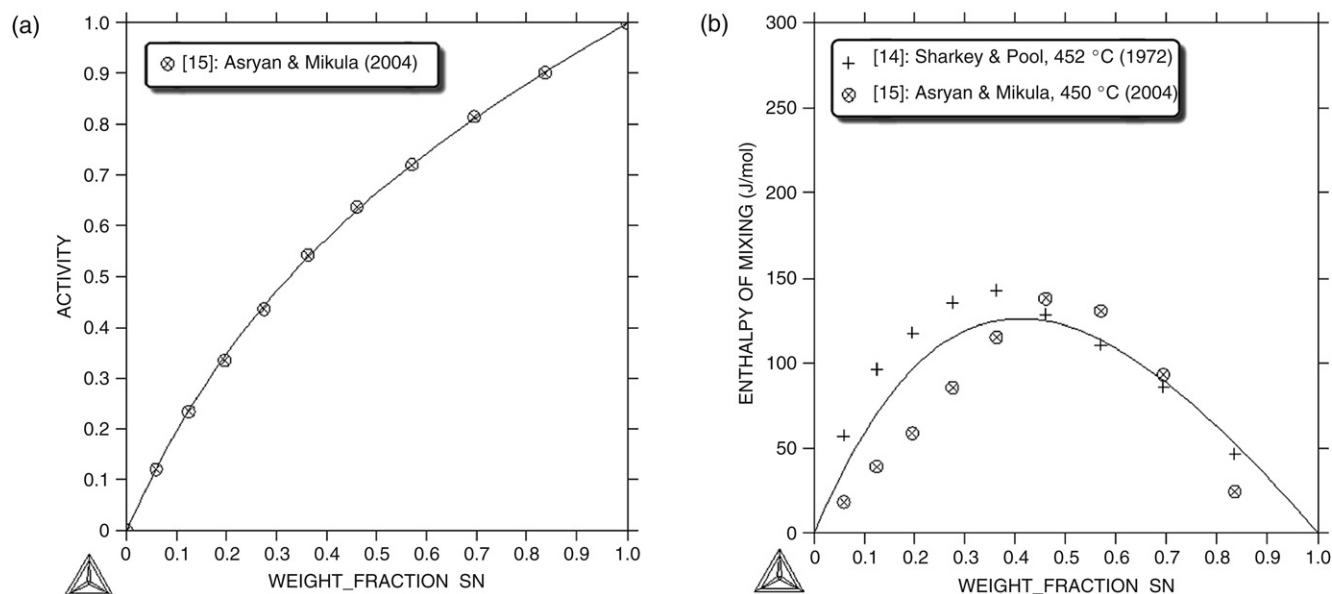 (a)
1.0
0.9
0.8
0.7
0.6
0.5
0.4
0.3
0.2
0.1
0
ACTIVITY
[15]: Asryan & Mikula (2004)
0 0.1 0.2 0.3 0.4 0.5 0.6 0.7 0.8 0.9 1.0
WEIGHT_FRACTION SN
(b)
300
250
200
150
100
50
0
ENTHALPY OF MIXING (J/mol)
[14]: Sharkey & Pool, 452 °C (1972)
[15]: Asryan & Mikula, 450 °C (2004)
0 0.1 0.2 0.3 0.4 0.5 0.6 0.7 0.8 0.9 1.0
WEIGHT_FRACTION SN